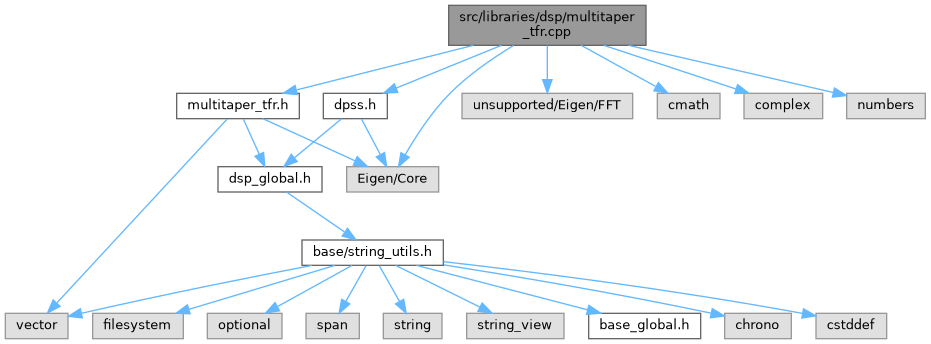 src/libraries/dsp/multitaper
_tfr.cpp
multitaper_tfr.h
dpss.h
unsupported/Eigen/FFT
cmath
complex
numbers
dsp_global.h
Eigen/Core
base/string_utils.h
vector
filesystem
optional
span
string
string_view
base_global.h
chrono
cstddef